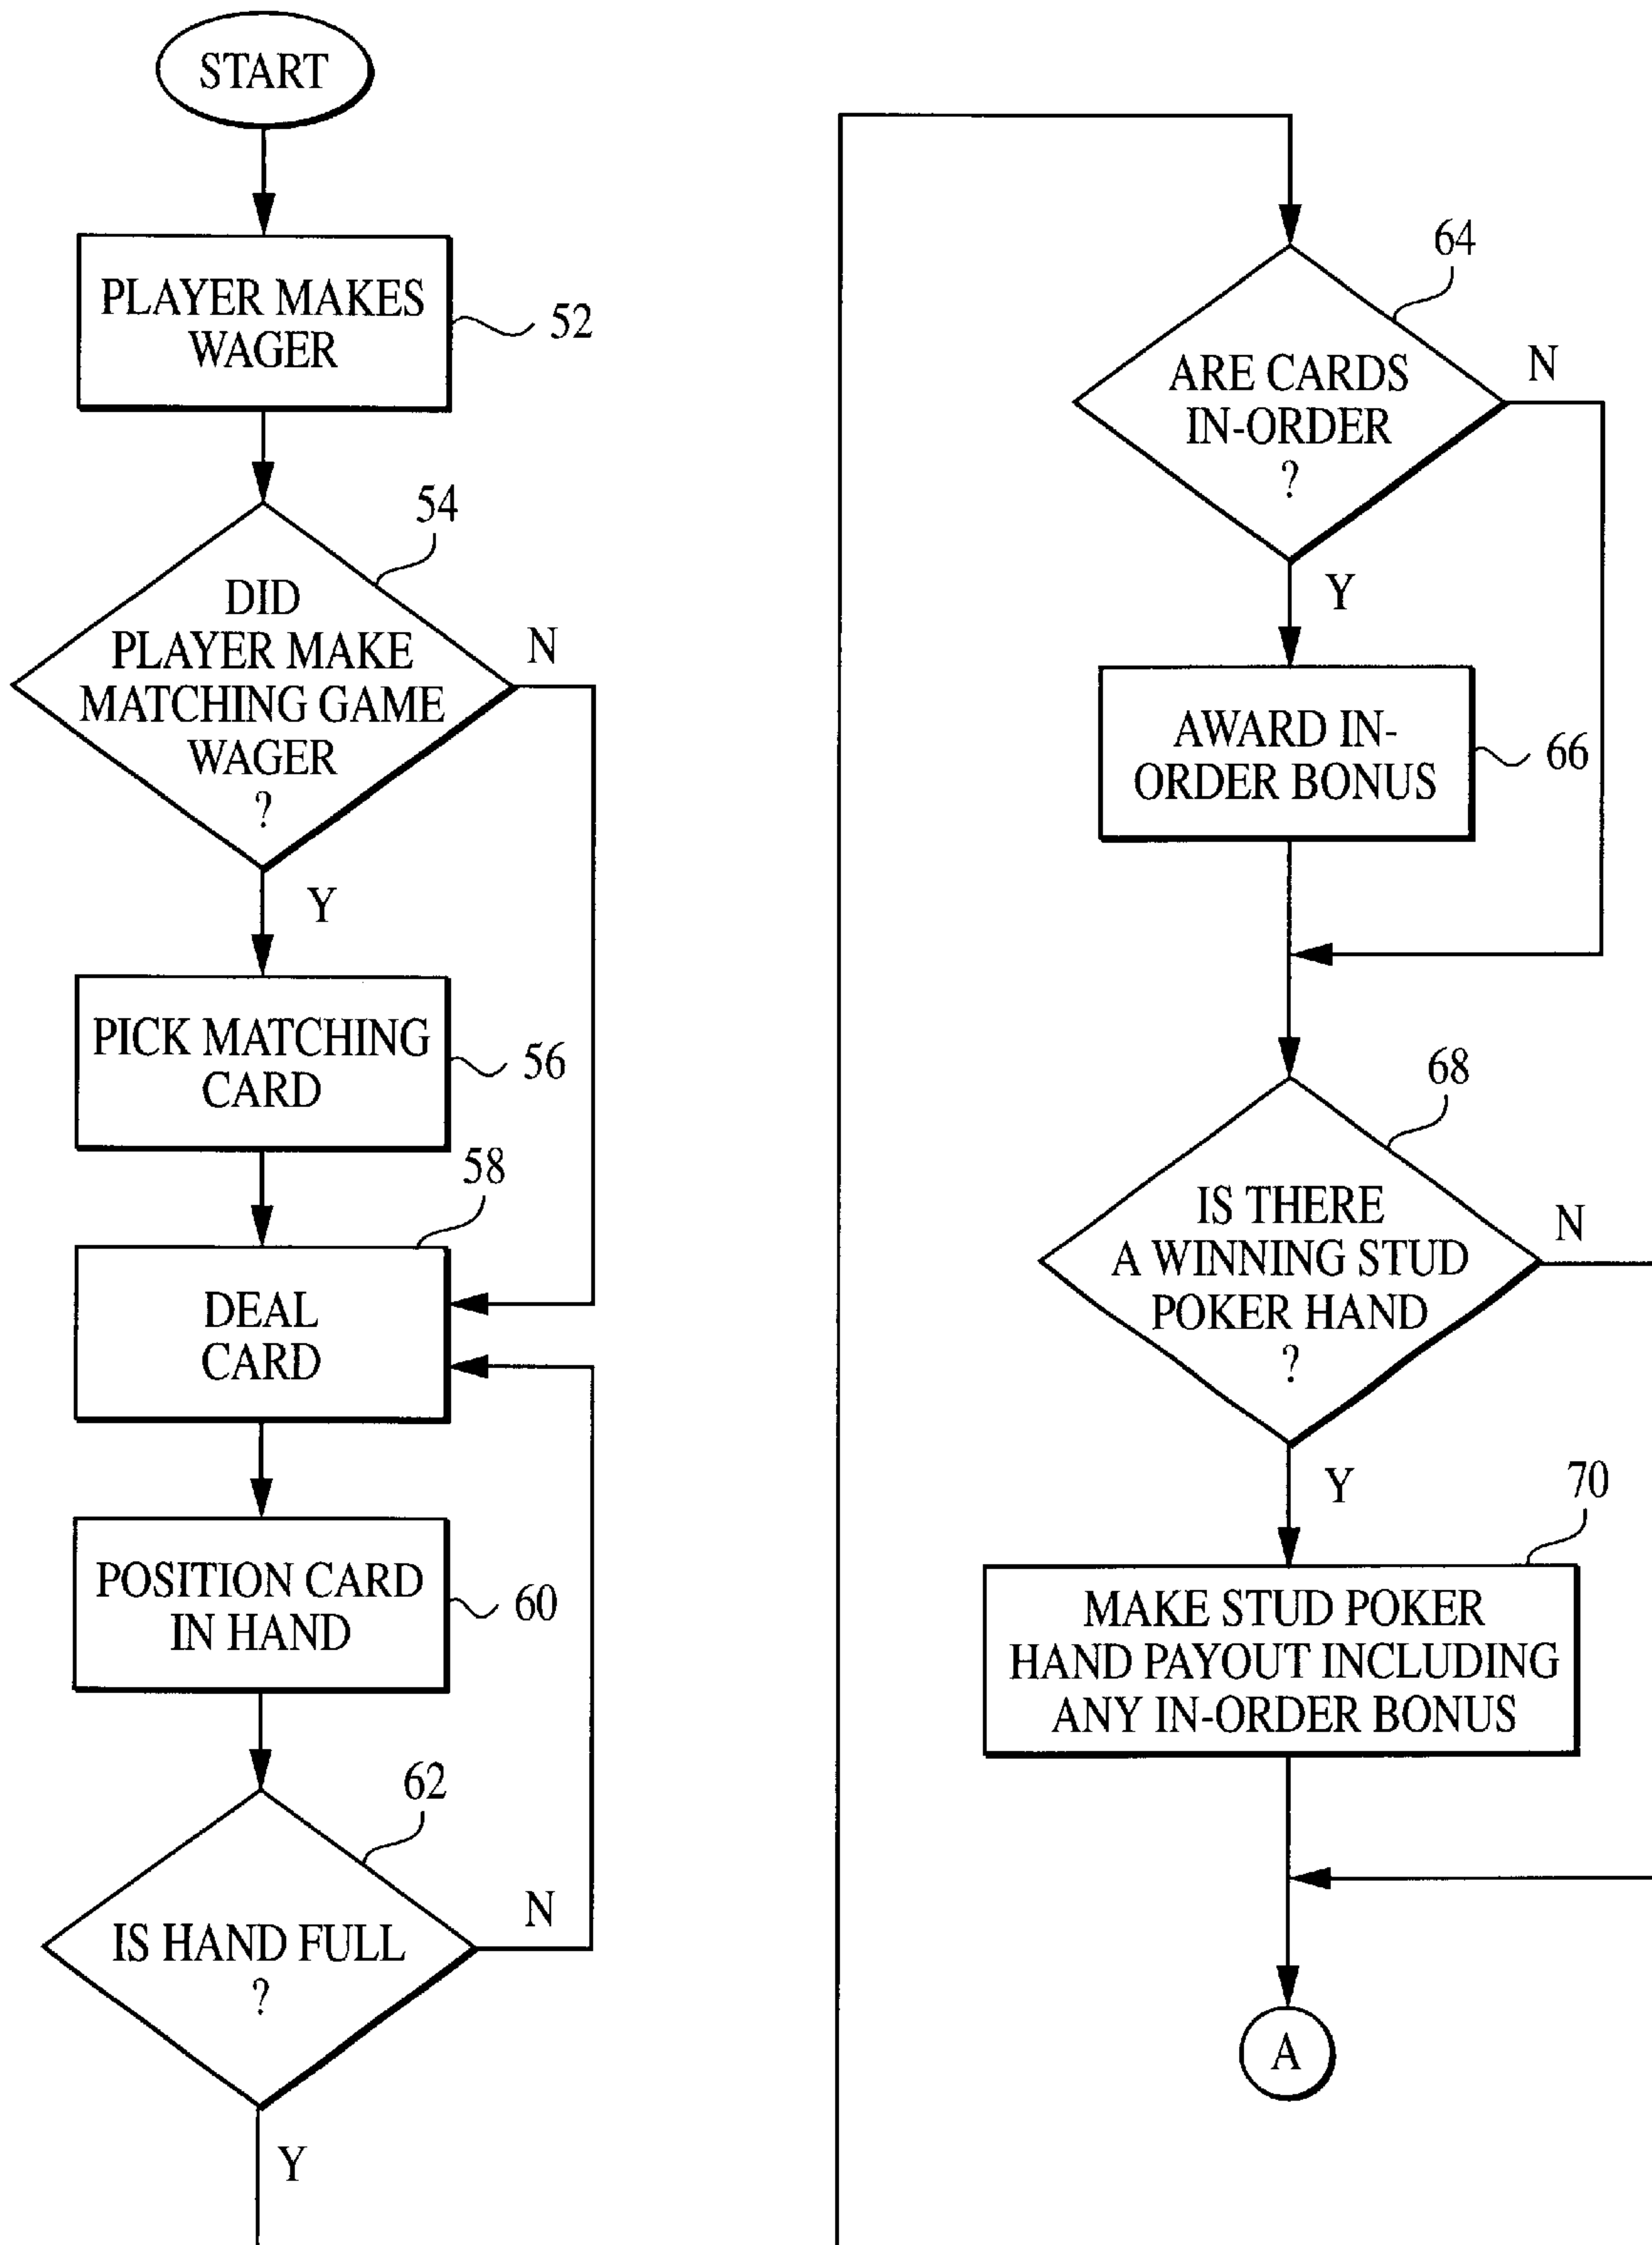 START
PLAYER MAKES
WAGER
52
54
DID
PLAYER MAKE
MATCHING GAME
WAGER
?
N
Y
PICK MATCHING
CARD
56
58
DEAL
CARD
POSITION CARD
IN HAND
60
62
IS HAND FULL
?
N
Y
64
ARE CARDS
IN-ORDER
?
N
Y
AWARD IN-
ORDER BONUS
66
68
IS THERE
A WINNING STUD
POKER HAND
?
N
Y
70
MAKE STUD POKER
HAND PAYOUT INCLUDING
ANY IN-ORDER BONUS
A